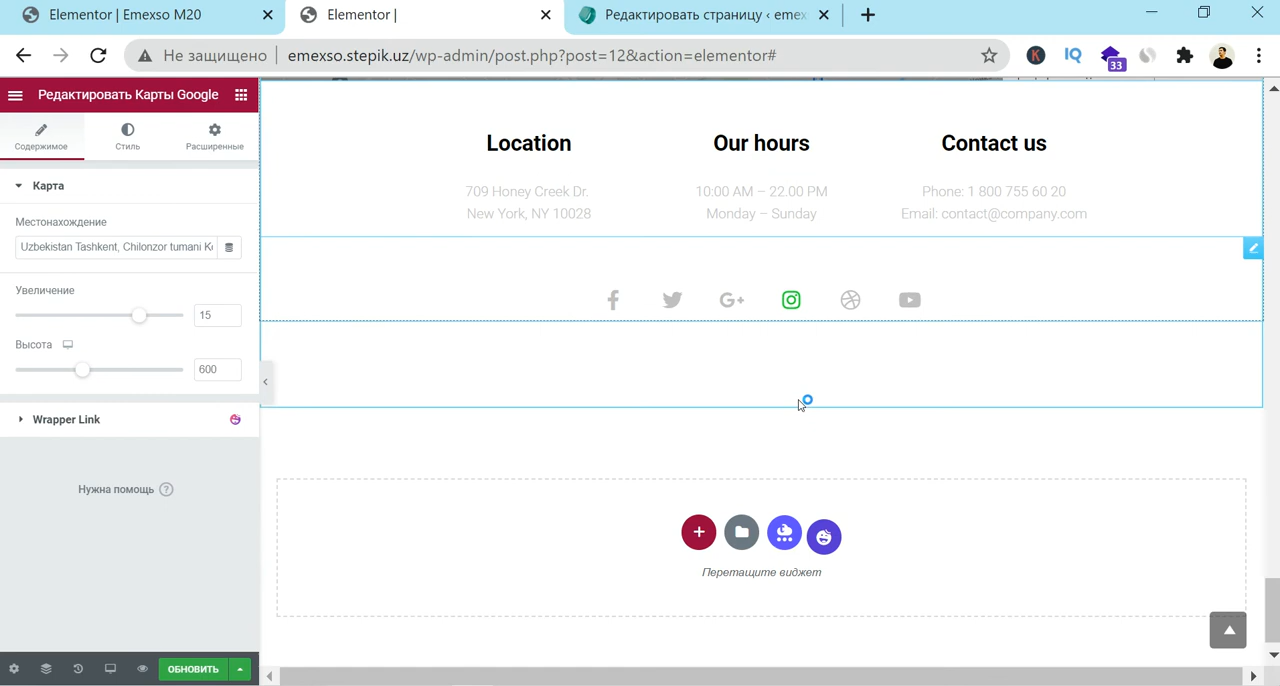 Elementor | Emexso M20
Elementor |
Редактировать страницу ‹ emex
Не защищено
emexso.stepik.uz/wp-admin/post.php?post=12&action=elementor#
K
IQ
33
Редактировать Карты Google
Содержимое
Стиль
Расширенные
Карта
Местонахождение
Uzbekistan Tashkent, Chilonzor tumani
Увеличение
15
Высота
600
Wrapper Link
Нужна помощь ?
ОБНОВИТЬ
Location
Our hours
Contact us
709 Honey Creek Dr.
New York, NY 10028
10:00 AM – 22.00 PM
Monday – Sunday
Phone: 1 800 755 60 20
Email: contact@company.com
Перетащите виджет